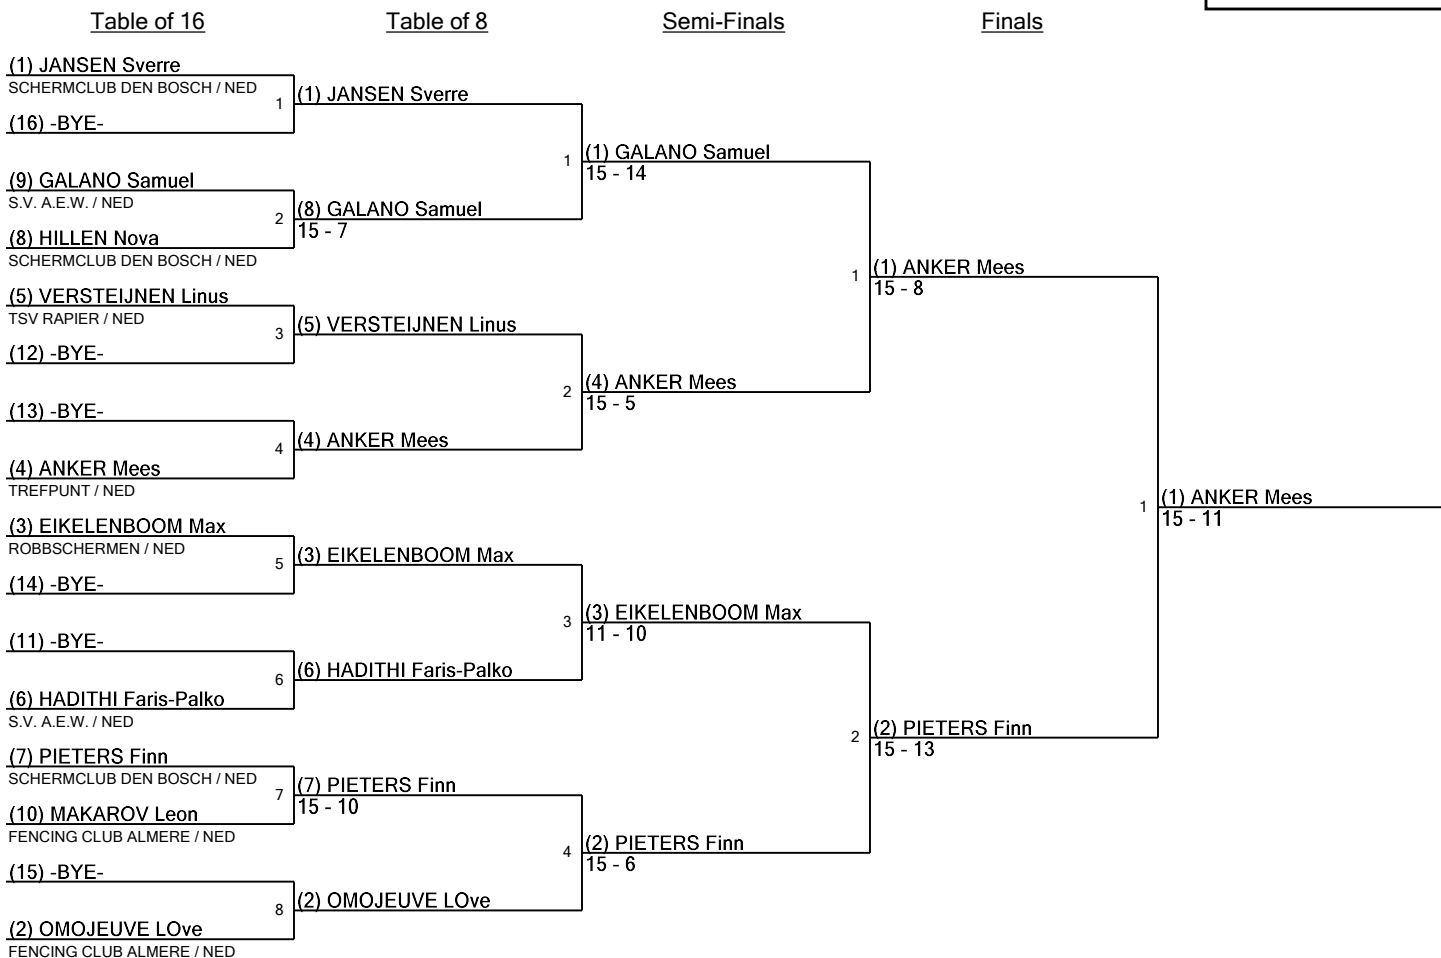 Table of 16
Table of 8
Semi-Finals
Finals
(1) JANSEN Sverre
SCHERMCLUB DEN BOSCH / NED
1
(16) -BYE-
(9) GALANO Samuel
S.V. A.E.W. / NED
2
(8) HILLEN Nova
SCHERMCLUB DEN BOSCH / NED
(5) VERSTEIJNEN Linus
TSV RAPIER / NED
3
(12) -BYE-
(13) -BYE-
4
(4) ANKER Mees
TREFPUNT / NED
(3) EIKELENBOOM Max
ROBBSCHERMEN / NED
5
(14) -BYE-
(11) -BYE-
6
(6) HADITHI Faris-Palko
S.V. A.E.W. / NED
(7) PIETERS Finn
SCHERMCLUB DEN BOSCH / NED
7
(10) MAKAROV Leon
FENCING CLUB ALMERE / NED
(15) -BYE-
8
(2) OMOJEUVE LOve
FENCING CLUB ALMERE / NED
(1) JANSEN Sverre
1
(8) GALANO Samuel
15 - 7
(5) VERSTEIJNEN Linus
2
(4) ANKER Mees
(3) EIKELENBOOM Max
3
(6) HADITHI Faris-Palko
(7) PIETERS Finn
15 - 10
4
(2) OMOJEUVE LOve
(1) GALANO Samuel
15 - 14
1
(4) ANKER Mees
15 - 5
(3) EIKELENBOOM Max
11 - 10
2
(2) PIETERS Finn
15 - 6
(1) ANKER Mees
15 - 8
1
(2) PIETERS Finn
15 - 13
(1) ANKER Mees
15 - 11